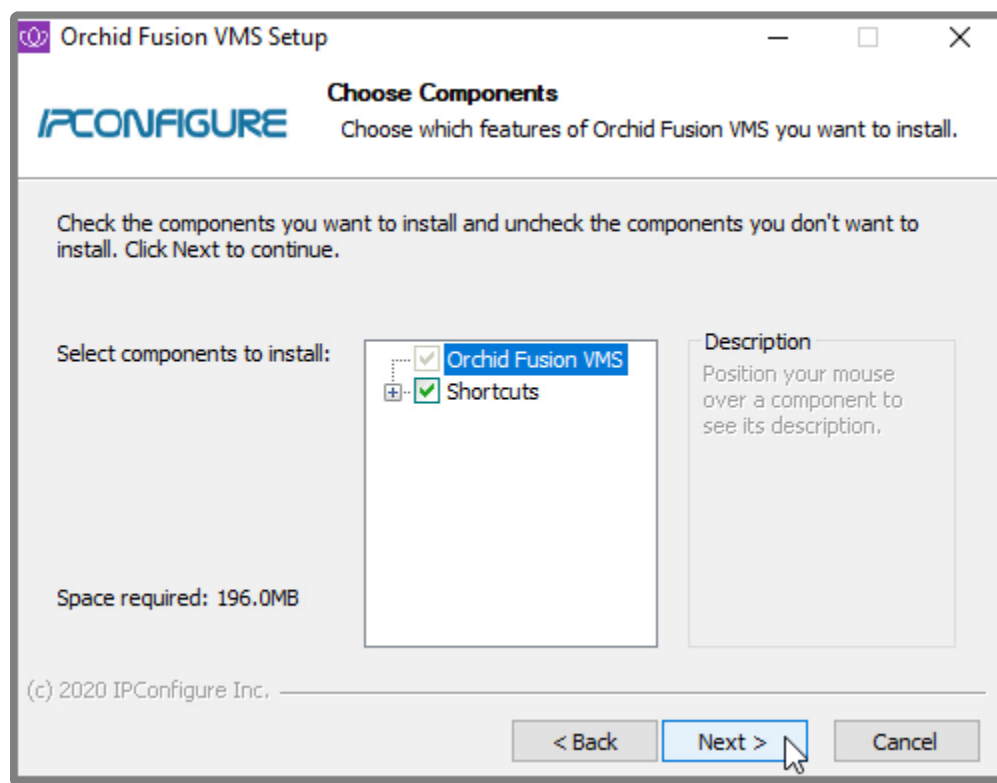 Orchid Fusion VMS Setup
IPCONFIGURE
Choose Components
Choose which features of Orchid Fusion VMS you want to install.
Check the components you want to install and uncheck the components you don't want to
install. Click Next to continue.
Select components to install:
Orchid Fusion VMS
Shortcuts
Description
Position your mouse
over a component to
see its description.
Space required: 196.0MB
(c) 2020 IPConfigure Inc.
< Back
Next >
Cancel